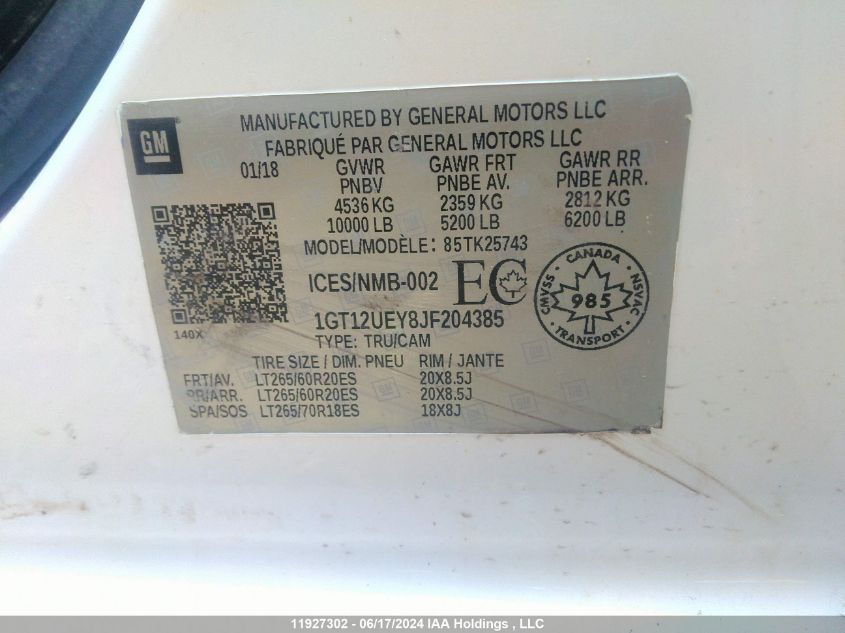 GM
MANUFACTURED BY GENERAL MOTORS LLC
FABRIQUÉ PAR GENERAL MOTORS LLC
01/18 GVWR GAWR FRT GAWR RR
PNBV PNBE AV. PNBE ARR.
4536 KG 2359 KG 2812 KG
10000 LB 5200 LB 6200 LB
MODEL/MODÈLE: 85TK25743
ICES/NMB-002 EC
CANADA
CMVSS 985 NSVAC
TRANSPORT
1GT12UEY8JF204385
140X
TYPE: TRU/CAM
TIRE SIZE / DIM. PNEU RIM / JANTE
FRT/AV. LT265/60R20ES 20X8.5J
RR/ARR. LT265/60R20ES 20X8.5J
SPA/SOS LT265/70R18ES 18X8J
11927302 - 06/17/2024 IAA Holdings , LLC